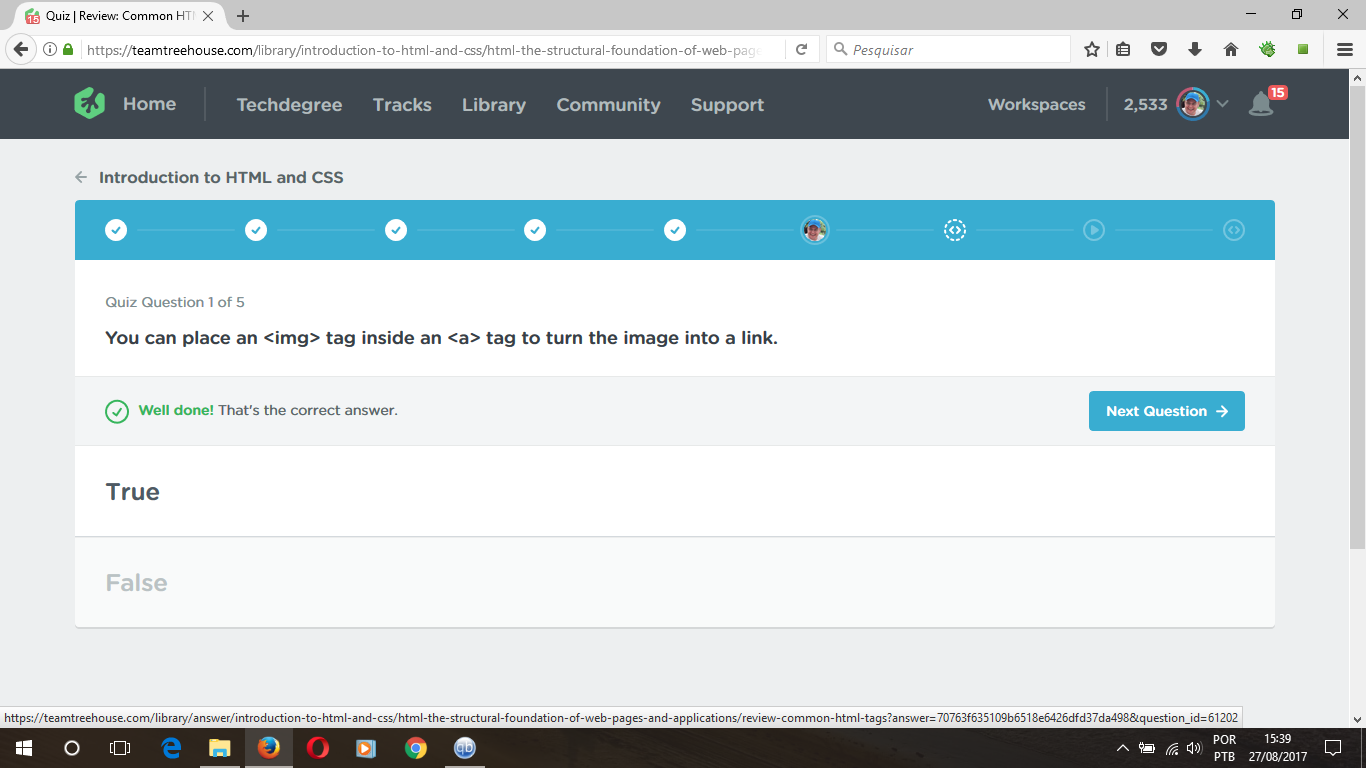 Quiz | Review: Common HT
https://teamtreehouse.com/library/introduction-to-html-and-css/html-the-structural-foundation-of-web-page
Pesquisar
Home
Techdegree
Tracks
Library
Community
Support
Workspaces
2,533
15
Introduction to HTML and CSS
Quiz Question 1 of 5
You can place an <img> tag inside an <a> tag to turn the image into a link.
Well done! That's the correct answer.
Next Question
True
False
https://teamtreehouse.com/library/answer/introduction-to-html-and-css/html-the-structural-foundation-of-web-pages-and-applications/review-common-html-tags?answer=70763f635109b6518e6426dfd37da498&question_id=61202
POR
PTB
15:39
27/08/2017